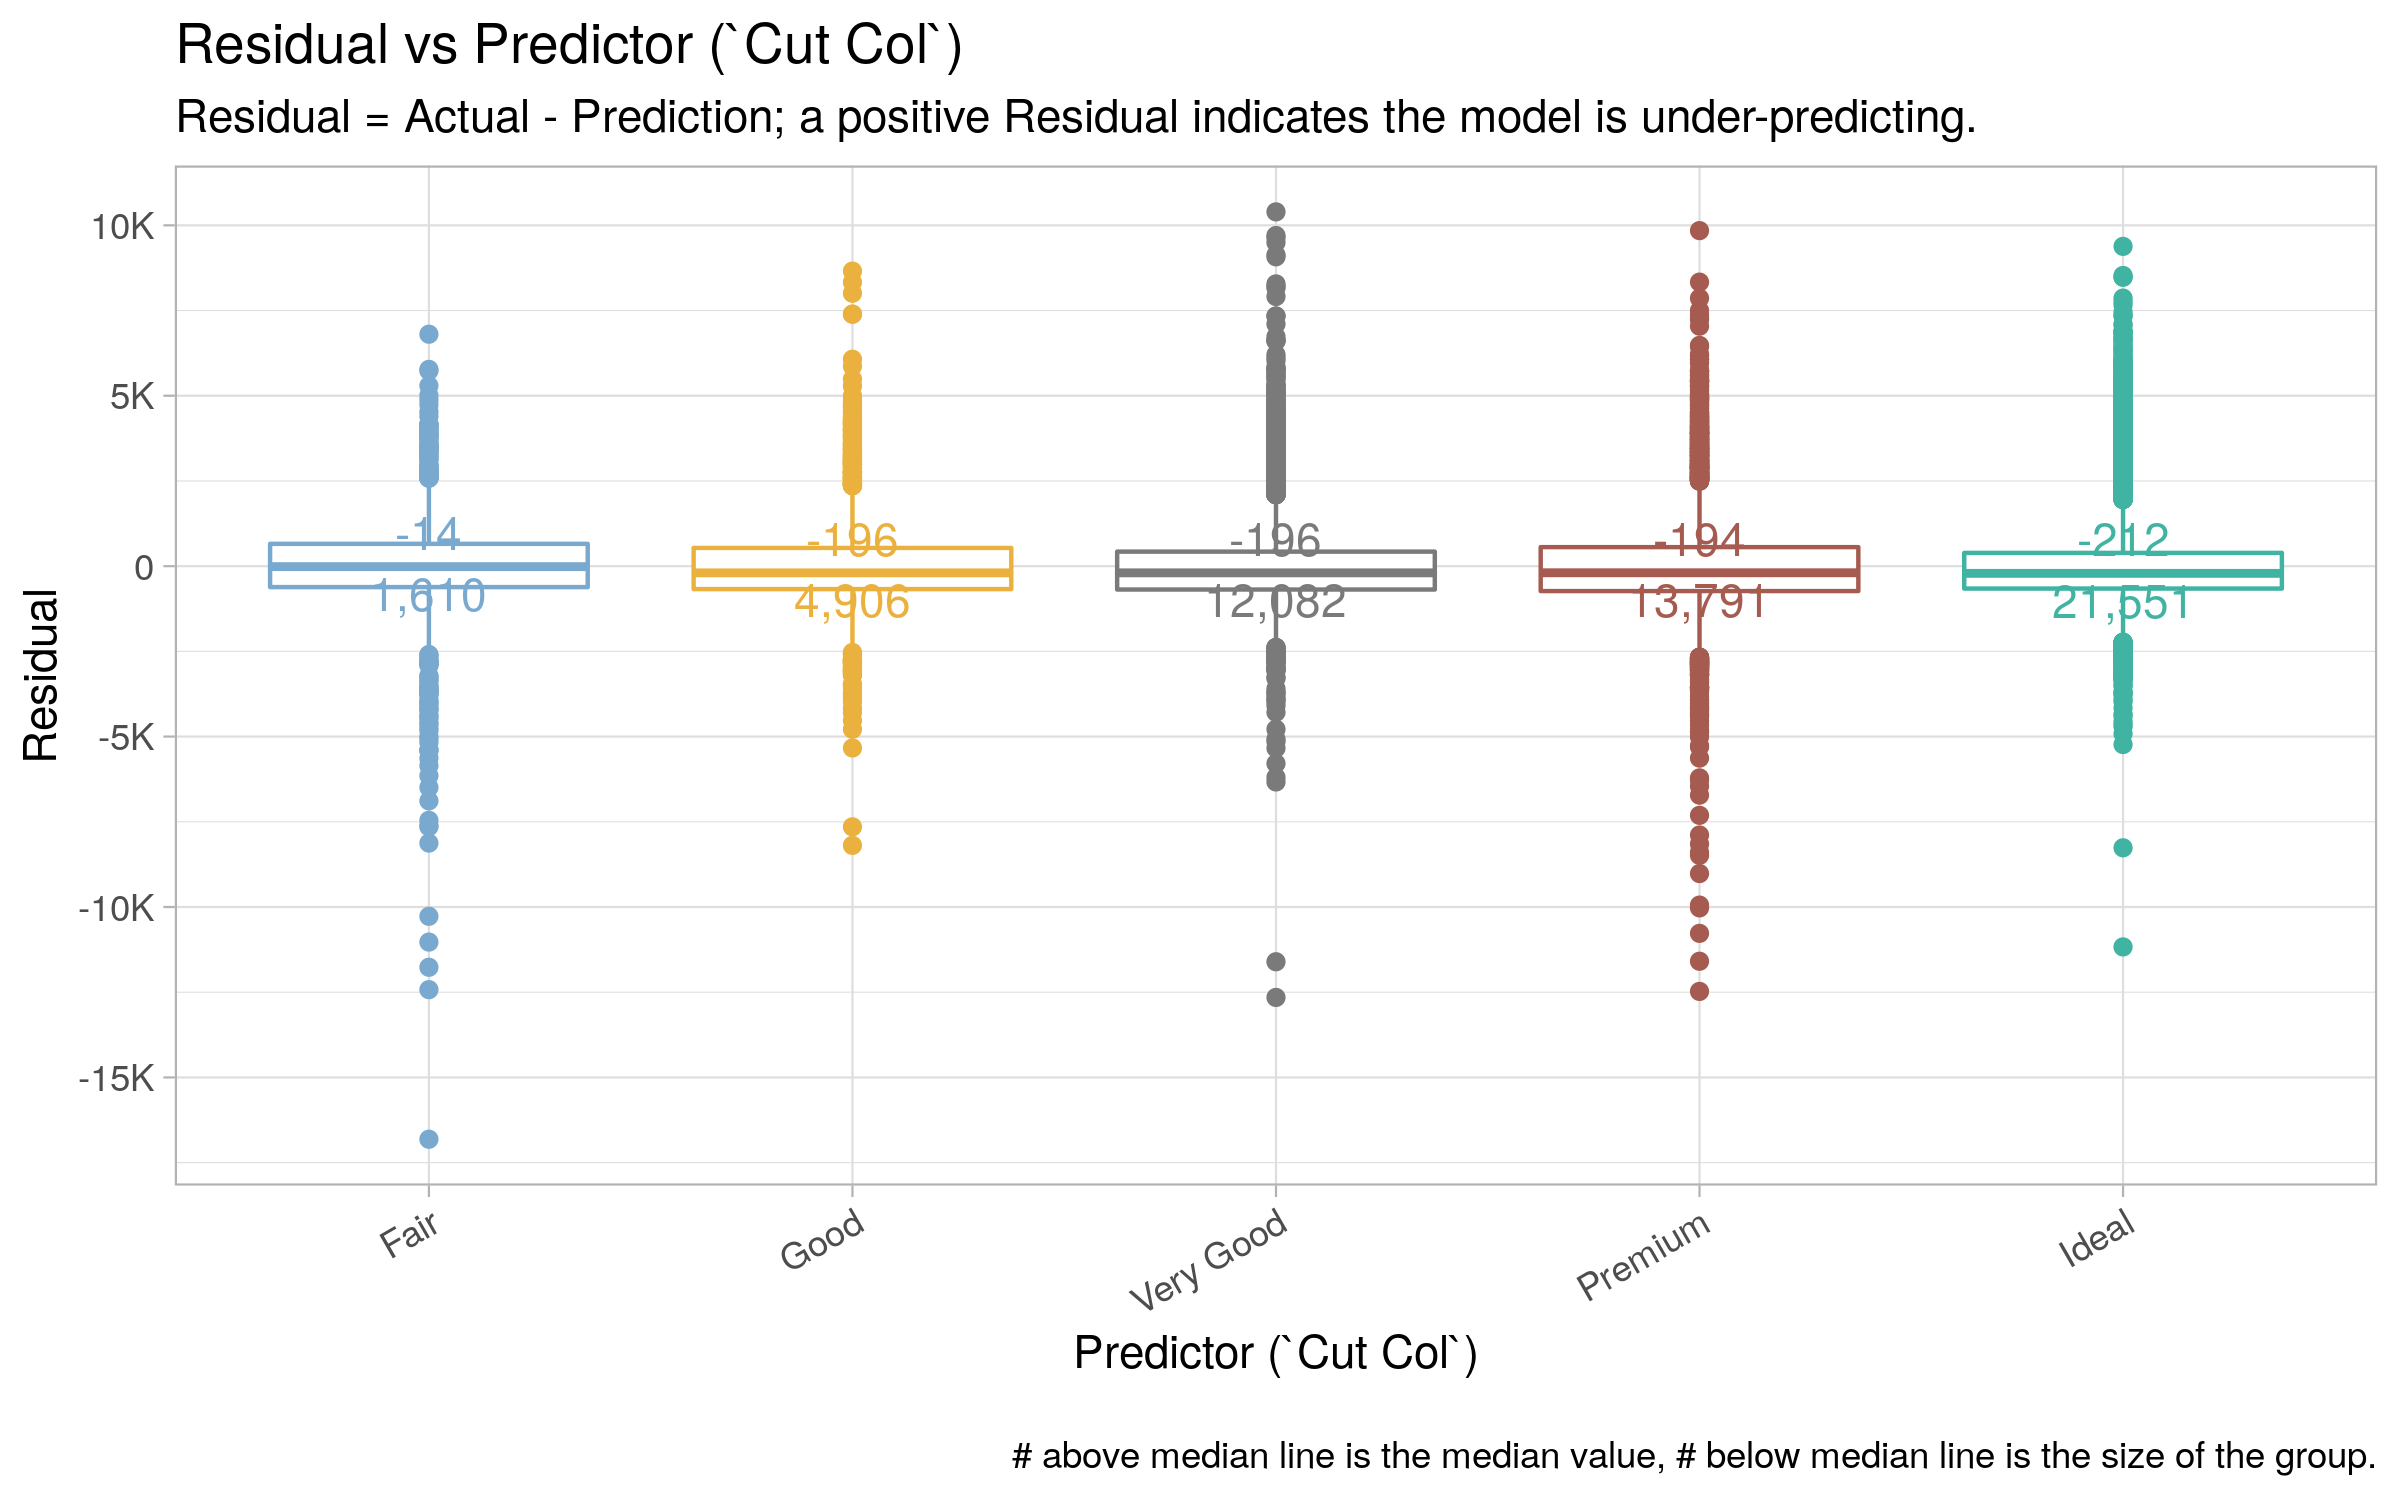 Residual vs Predictor (`Cut Col`)
Residual = Actual - Prediction; a positive Residual indicates the model is under-predicting.
10K
5K
0
-5K
-10K
-15K
Residual
-14
1,610
-196
4,906
-196
12,082
-194
13,791
-212
21,551
Fair
Good
Very Good
Premium
Ideal
Predictor (`Cut Col`)
# above median line is the median value, # below median line is the size of the group.